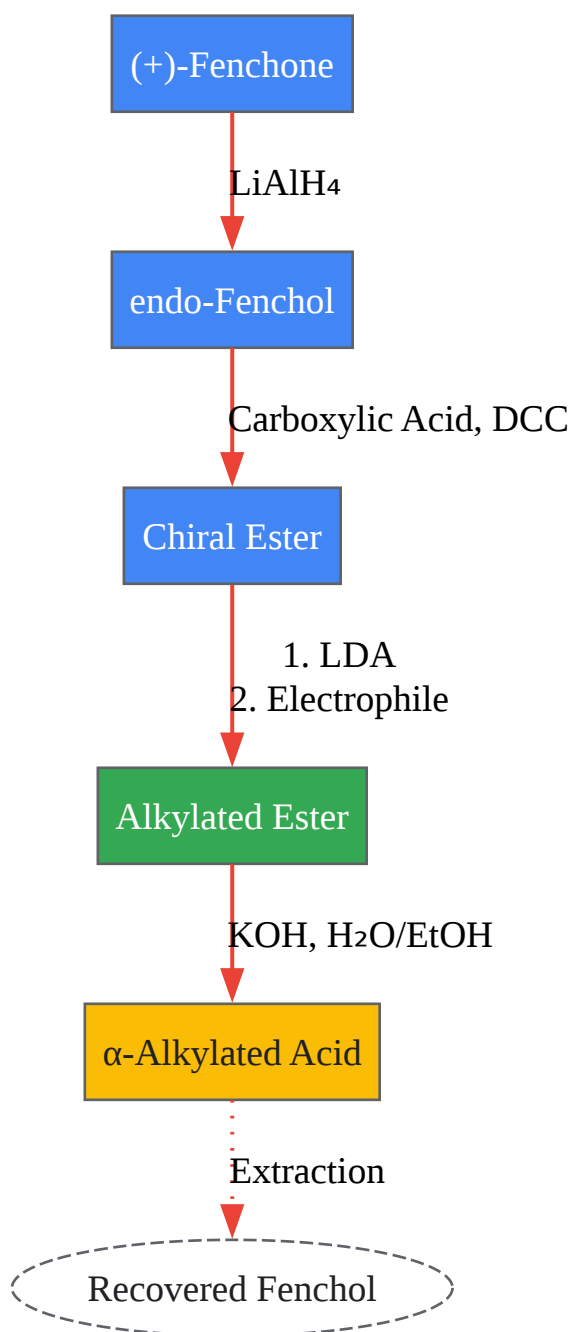 (+)-Fenchone
LiAlH₄
endo-Fenchol
Carboxylic Acid, DCC
Chiral Ester
1. LDA
2. Electrophile
Alkylated Ester
KOH, H₂O/EtOH
α-Alkylated Acid
Extraction
Recovered Fenchol